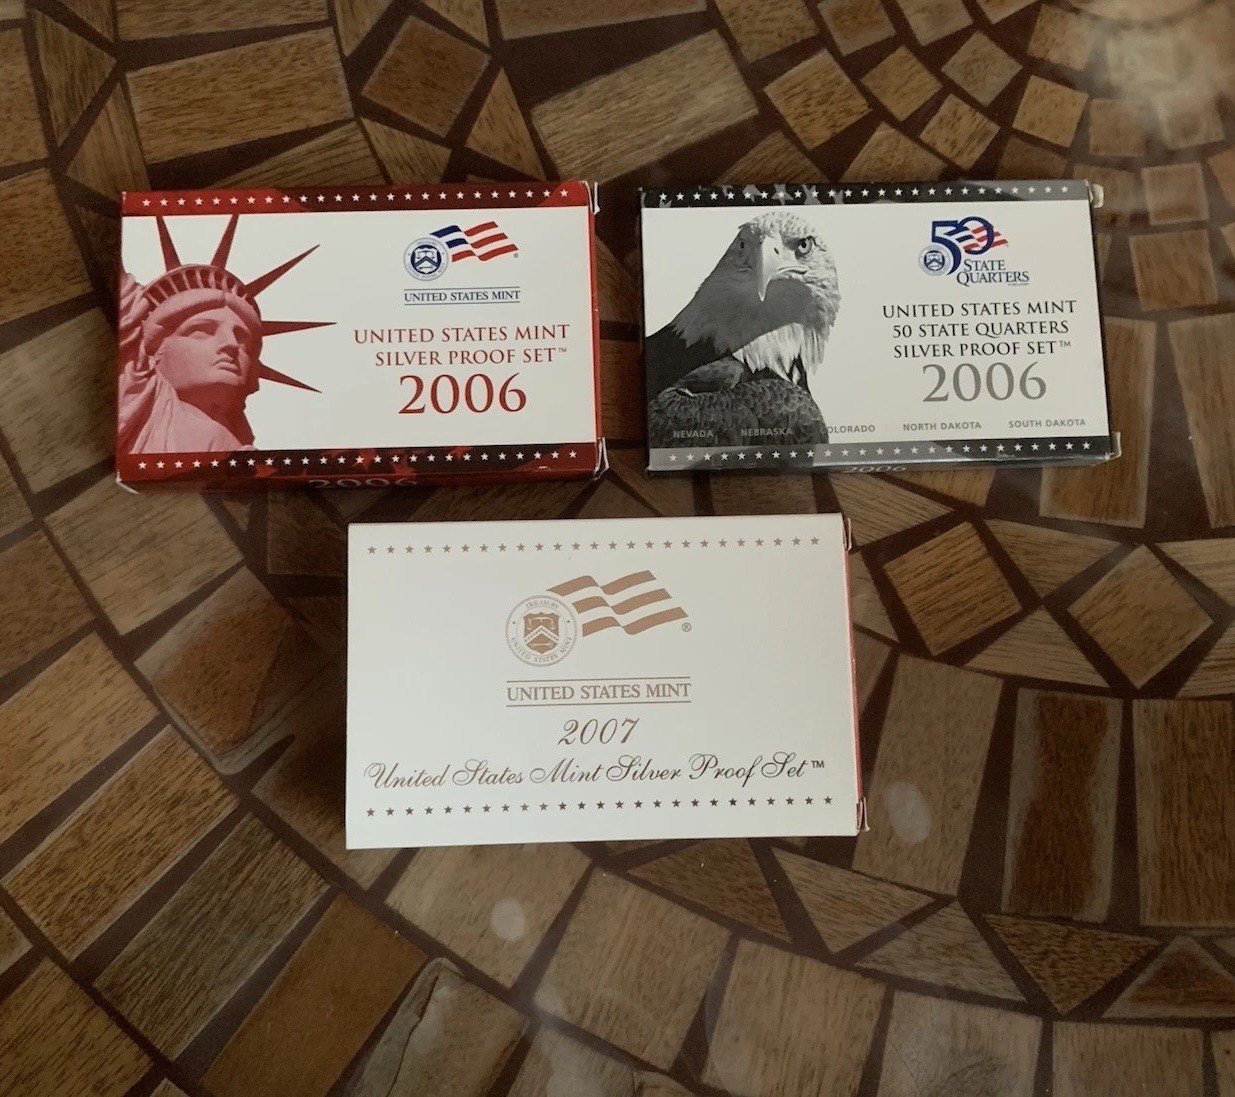 UNITED STATES MINT
UNITED STATES MINT
SILVER PROOF SET™
2006
2006
50
STATE
QUARTERS
UNITED STATES MINT
50 STATE QUARTERS
SILVER PROOF SET™
2006
NEVADA NEBRASKA COLORADO NORTH DAKOTA SOUTH DAKOTA
2006
®
UNITED STATES MINT
2007
United States Mint Silver Proof Set™